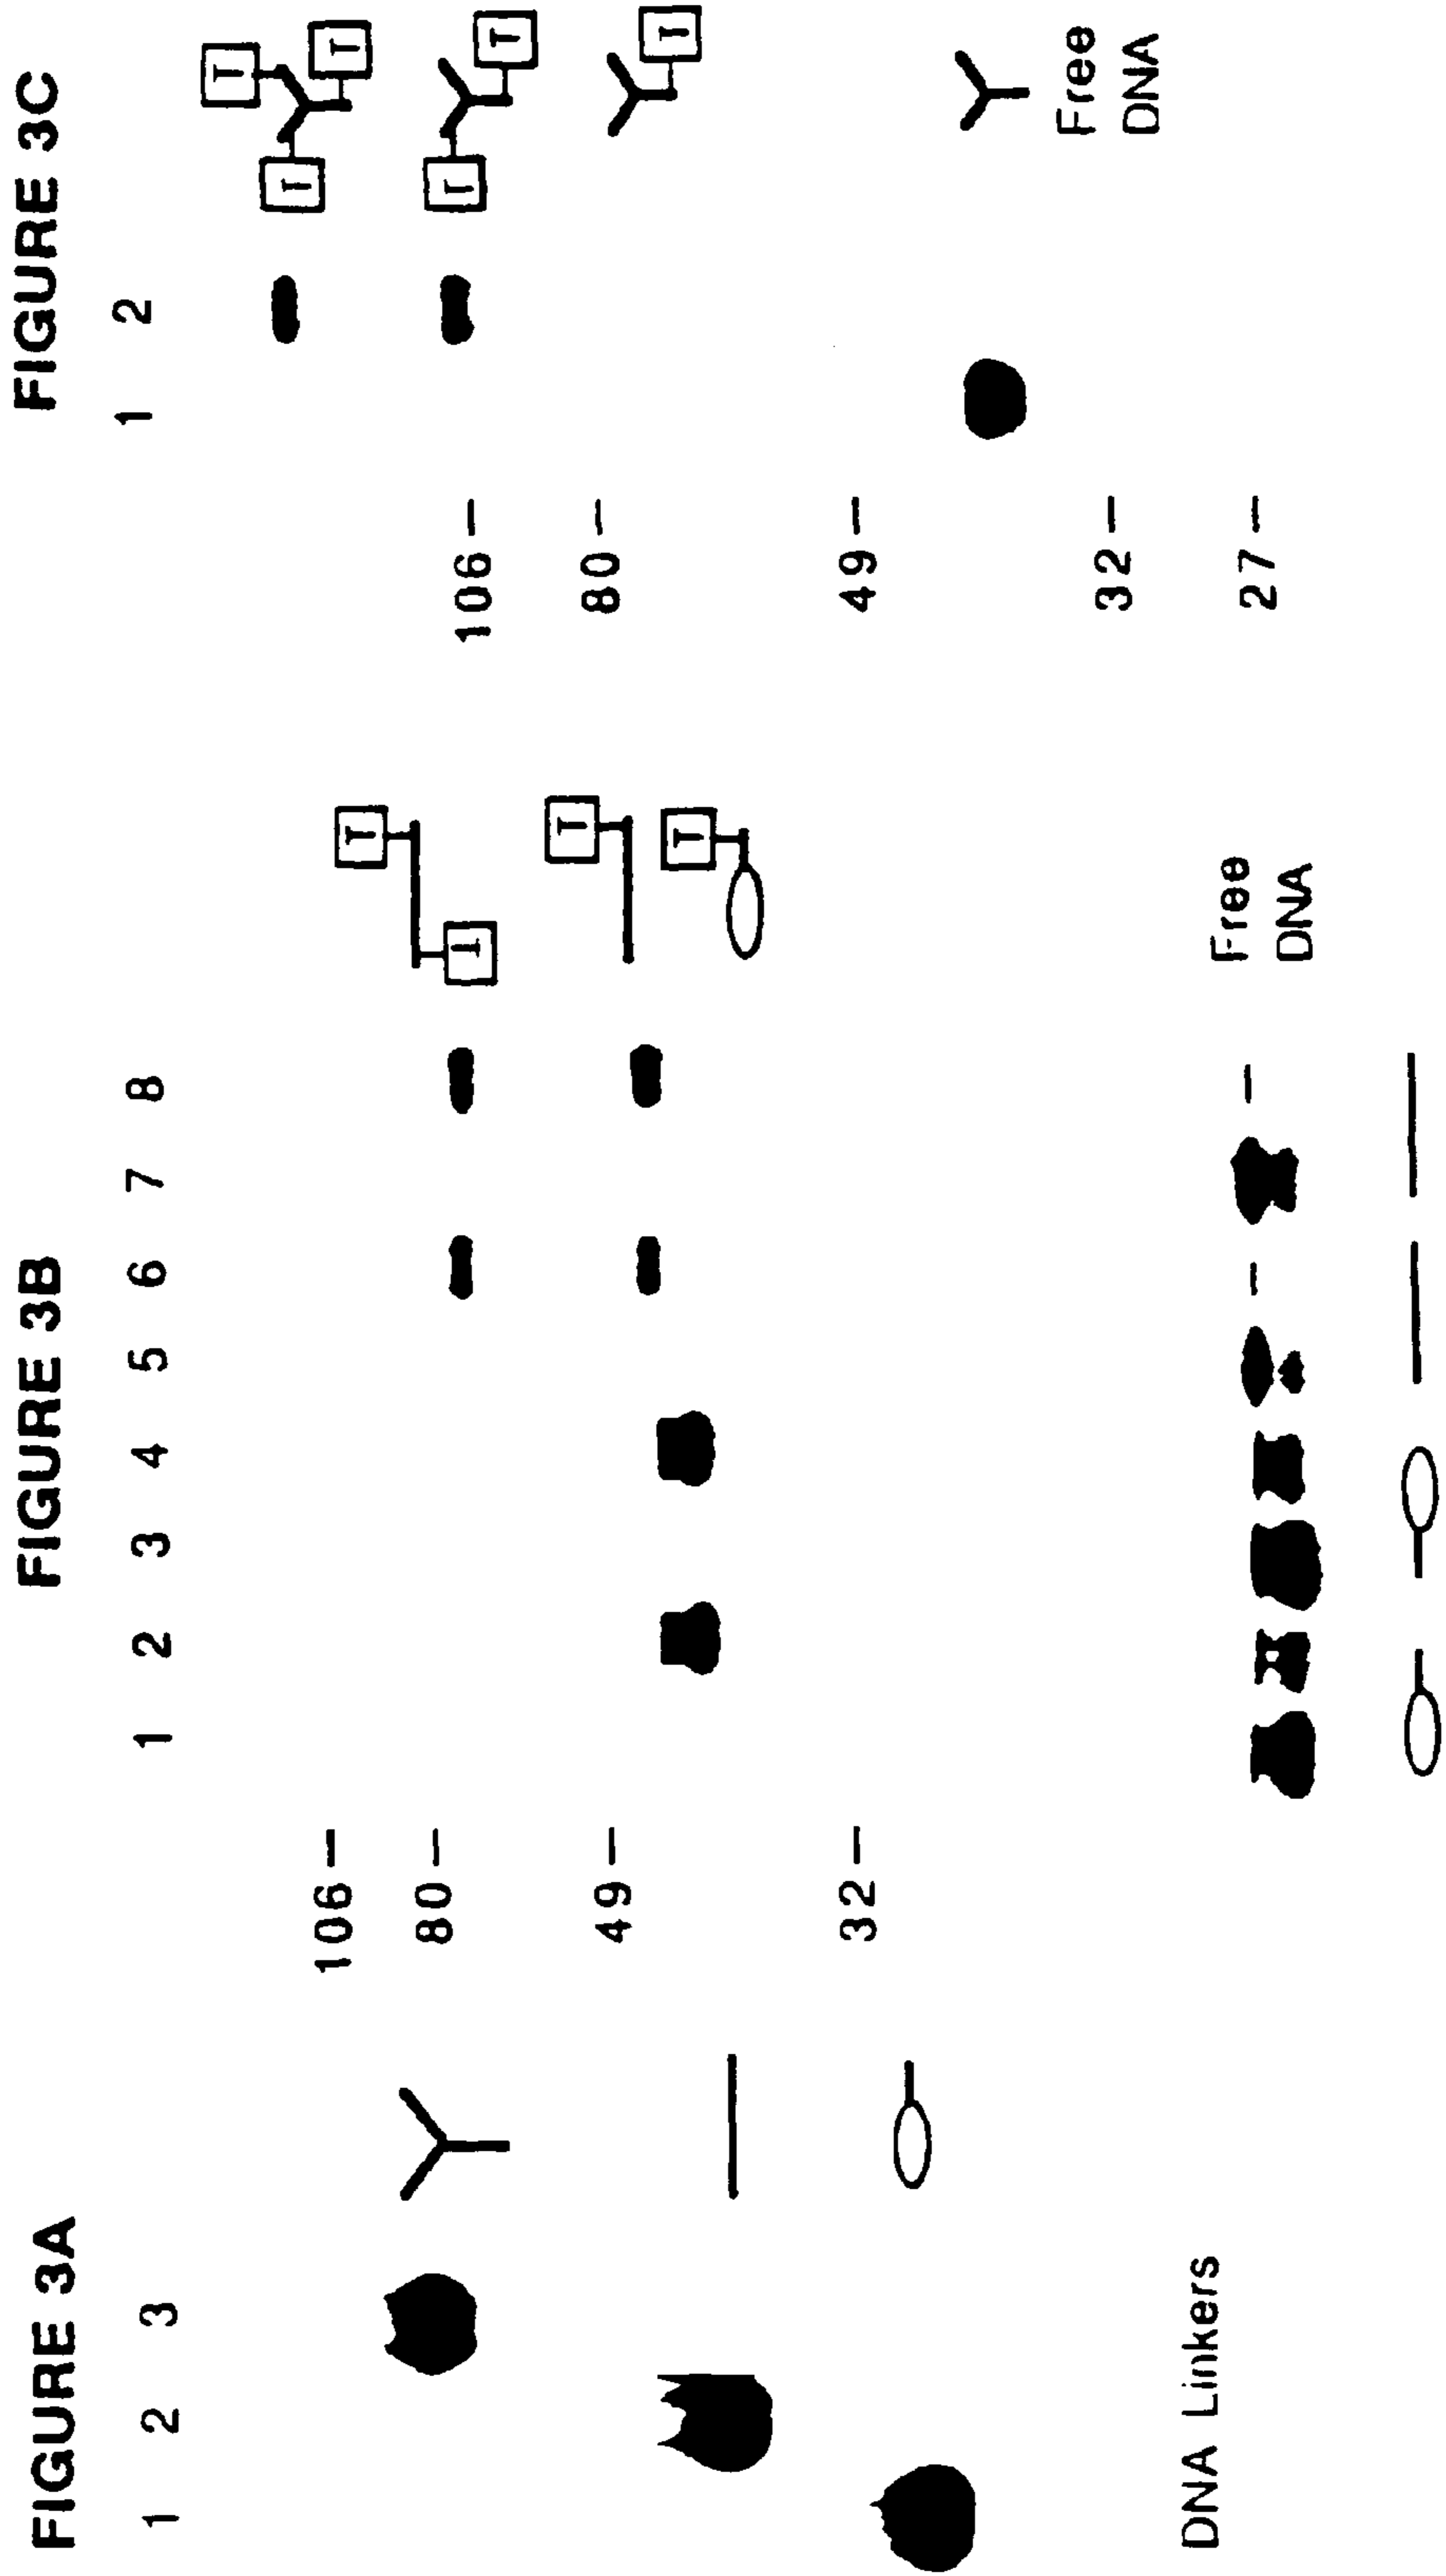 FIGURE 3A
1 2 3
DNA Linkers
FIGURE 3B
1 2 3 4 5 6 7 8
106 –
80 –
49 –
32 –
T
T
T
T
Free
DNA
FIGURE 3C
1 2
106 –
80 –
49 –
32 –
27 –
T
T
T
T
T
T
Free
DNA